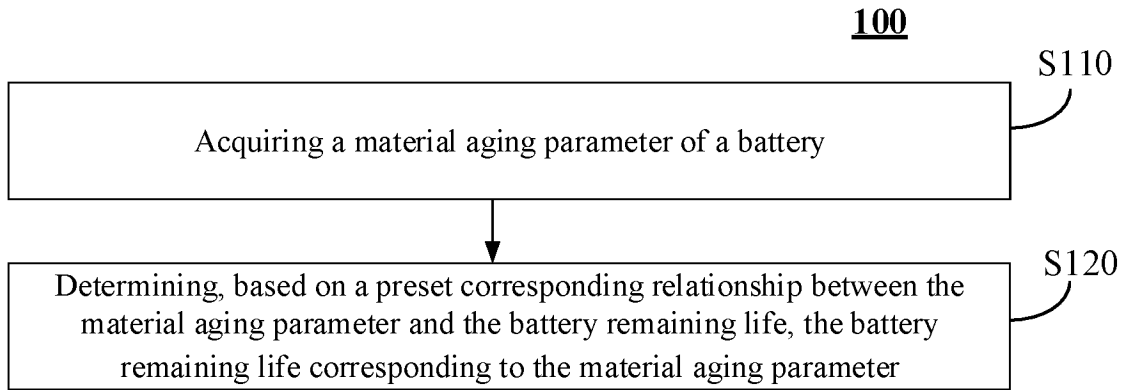 100
S110
Acquiring a material aging parameter of a battery
S120
Determining, based on a preset corresponding relationship between the
material aging parameter and the battery remaining life, the battery
remaining life corresponding to the material aging parameter